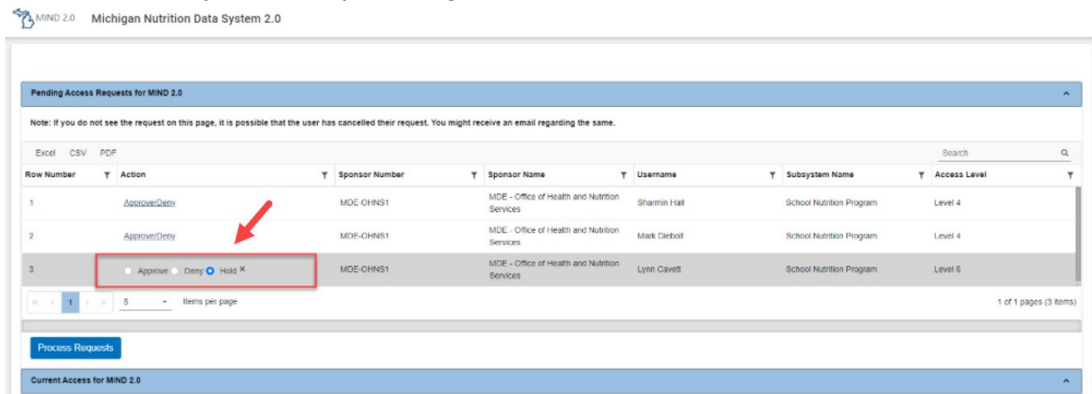 MIND 2.0 Michigan Nutrition Data System 2.0
Pending Access Requests for MIND 2.0
Note: If you do not see the request on this page, it is possible that the user has cancelled their request. You might receive an email regarding the same.
Excel CSV PDF Search
Row Number Action Sponsor Number Sponsor Name Username Subsystem Name Access Level
1 Approve/Deny MDE-OHNS1 MDE - Office of Health and Nutrition Services Sharmin Hall School Nutrition Program Level 4
2 Approve/Deny MDE-OHNS1 MDE - Office of Health and Nutrition Services Mark Diebolt School Nutrition Program Level 4
3 Approve Deny Hold × MDE-OHNS1 MDE - Office of Health and Nutrition Services Lynn Cavett School Nutrition Program Level 6
1 5 Items per page 1 of 1 pages (3 items)
Process Requests
Current Access for MIND 2.0